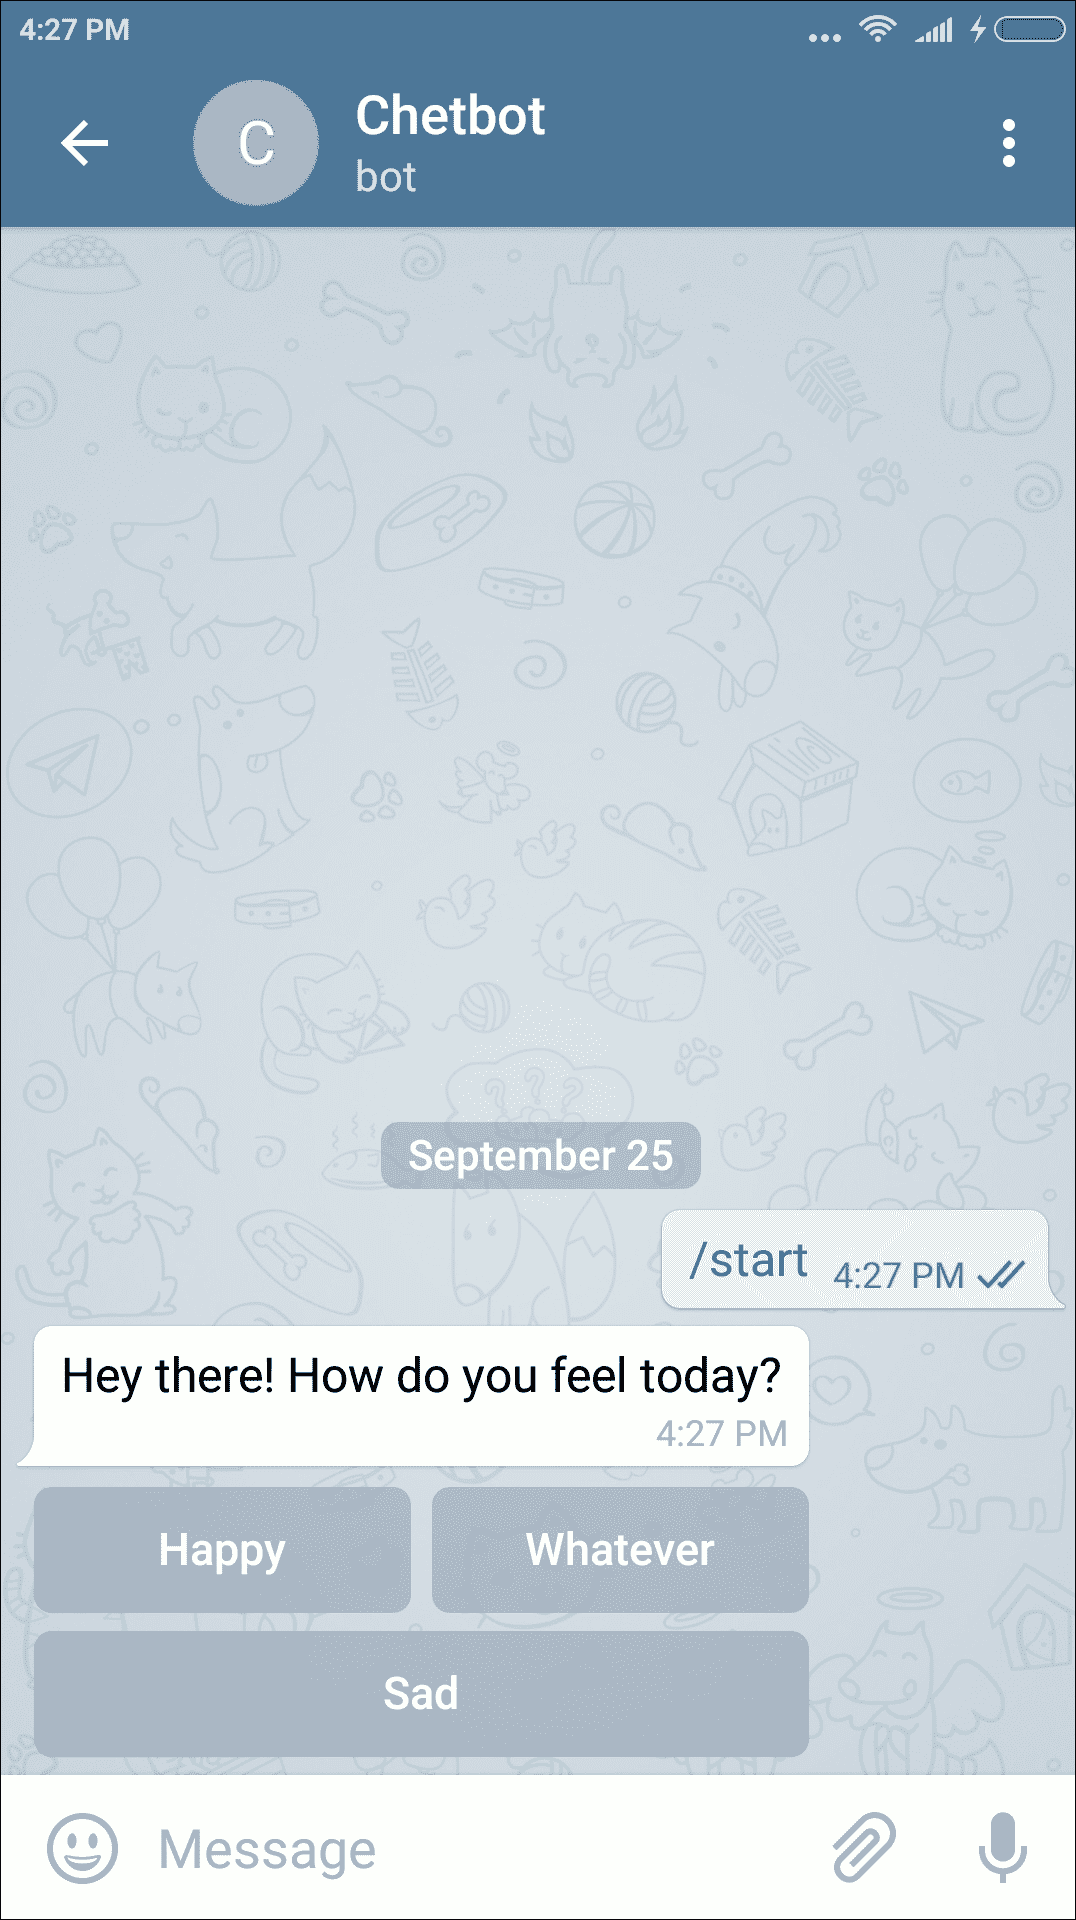 4:27 PM
C
Chetbot
bot
September 25
/start 4:27 PM
Hey there! How do you feel today?
4:27 PM
Happy Whatever
Sad
Message